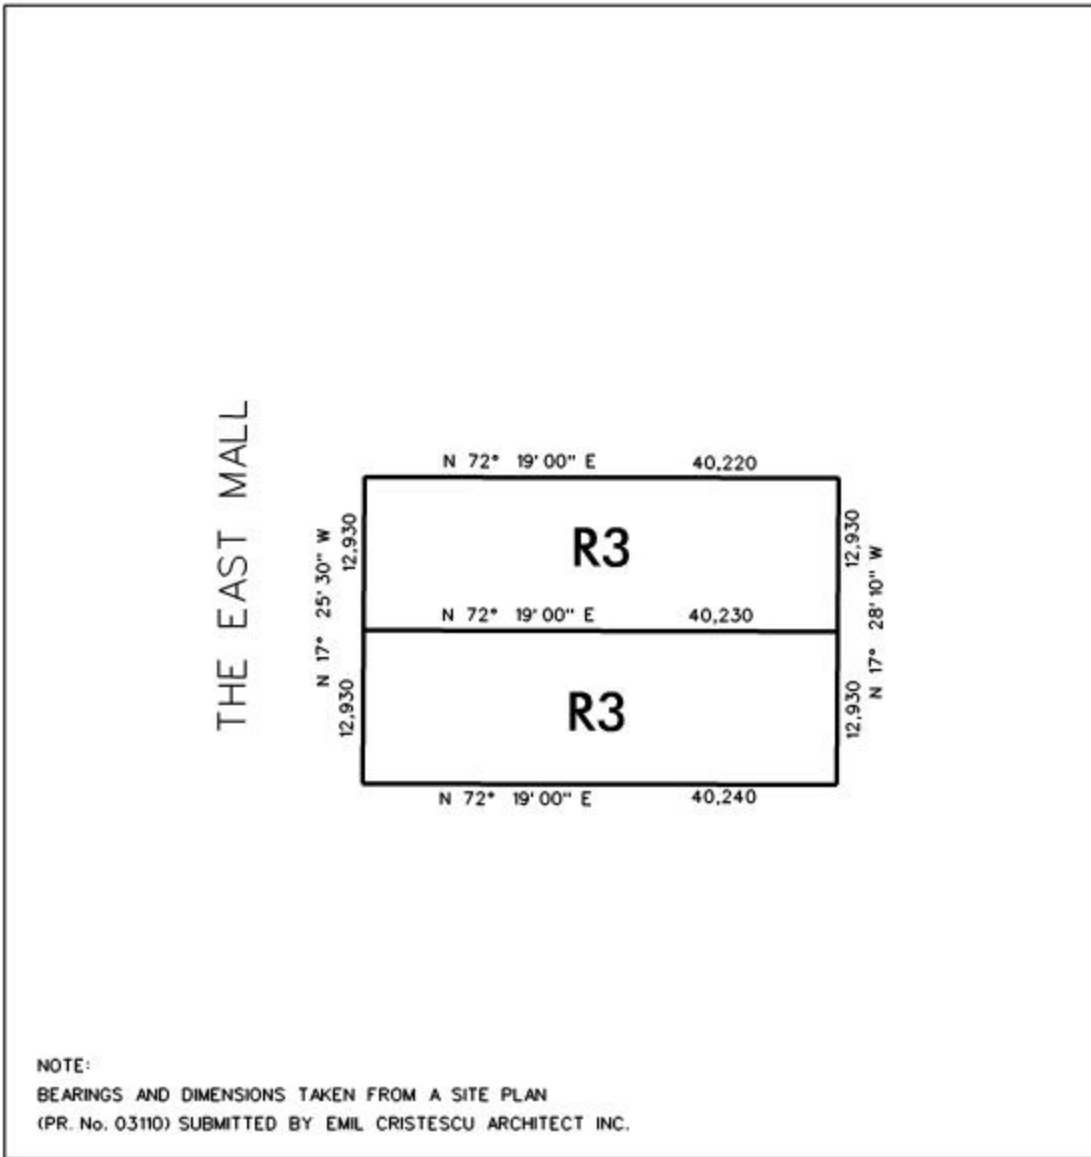 THE EAST MALL
N 72° 19' 00" E 40,220
12,930
N 17° 25' 30" W
R3
12,930
N 17° 28' 10" W
N 72° 19' 00" E 40,230
12,930
R3
12,930
N 72° 19' 00" E 40,240
NOTE:
BEARINGS AND DIMENSIONS TAKEN FROM A SITE PLAN
(PR. No. 03110) SUBMITTED BY EMIL CRISTESCU ARCHITECT INC.